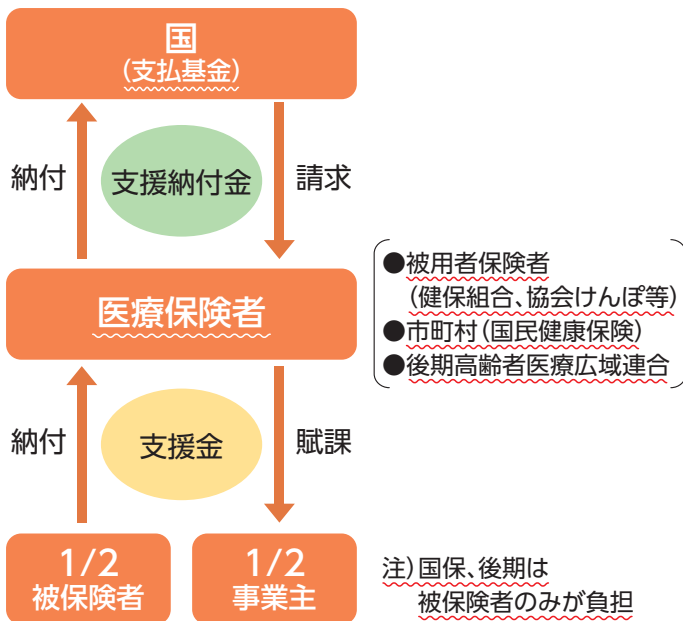 国
(支払基金)
納付
支援納付金
請求
医療保険者
●被用者保険者
(健保組合、協会けんぽ等)
●市町村(国民健康保険)
●後期高齢者医療広域連合
納付
支援金
賦課
1/2
被保険者
1/2
事業主
注)国保、後期は
被保険者のみが負担